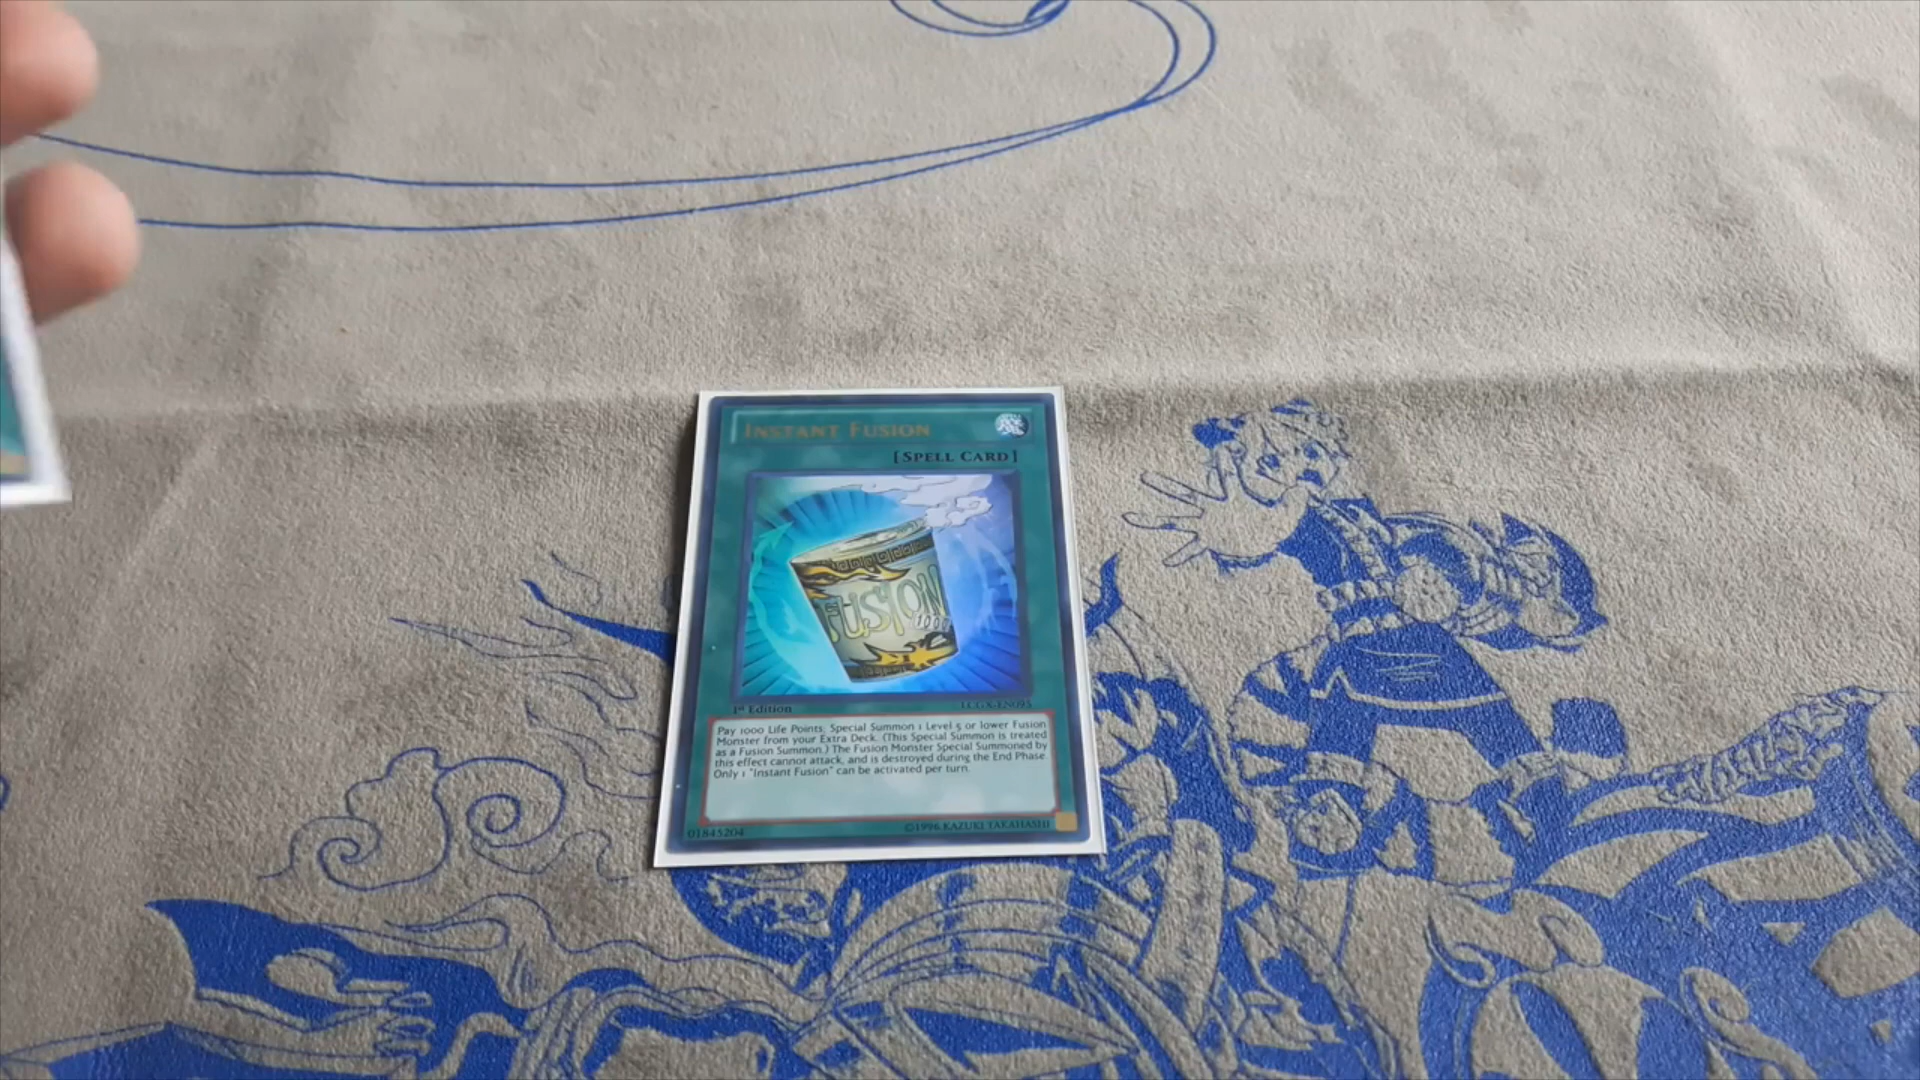 INSTANT FUSION
[SPELL CARD]
FUSION
1000
1st Edition
LCGX-EN095
Pay 1000 Life Points; Special Summon 1 Level 5 or lower Fusion
Monster from your Extra Deck. (This Special Summon is treated
as a Fusion Summon.) The Fusion Monster Special Summoned by
this effect cannot attack, and is destroyed during the End Phase.
Only 1 "Instant Fusion" can be activated per turn.
01845204
©1996 KAZUKI TAKAHASHI